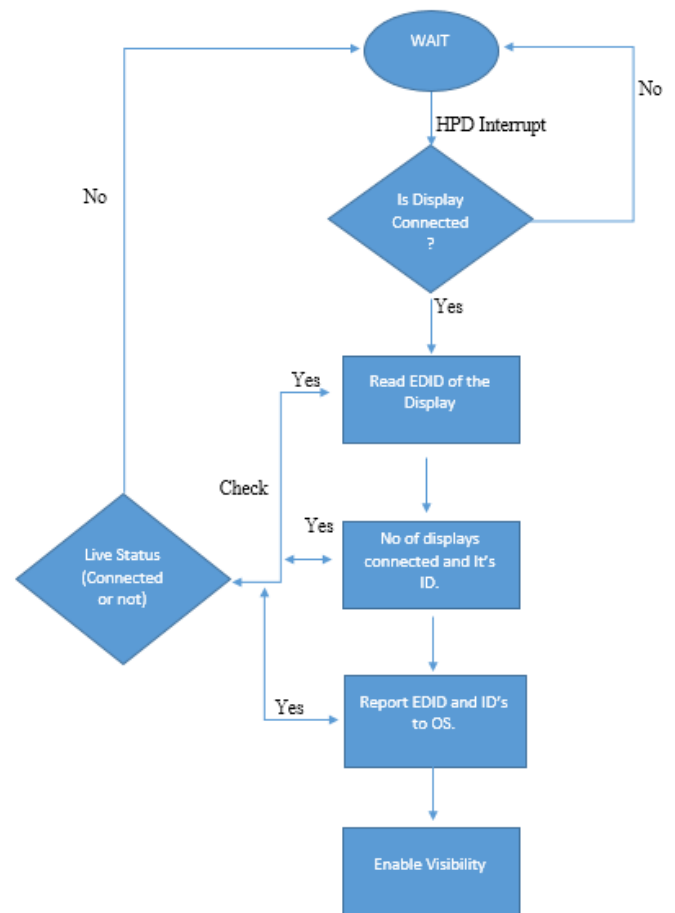 WAIT
No
HPD Interrupt
No
Is Display
Connected
?
Yes
Yes
Read EDID of the
Display
Check
Yes
No of displays
connected and It's
ID.
Live Status
(Connected
or not)
Yes
Report EDID and ID's
to OS.
Enable Visibility